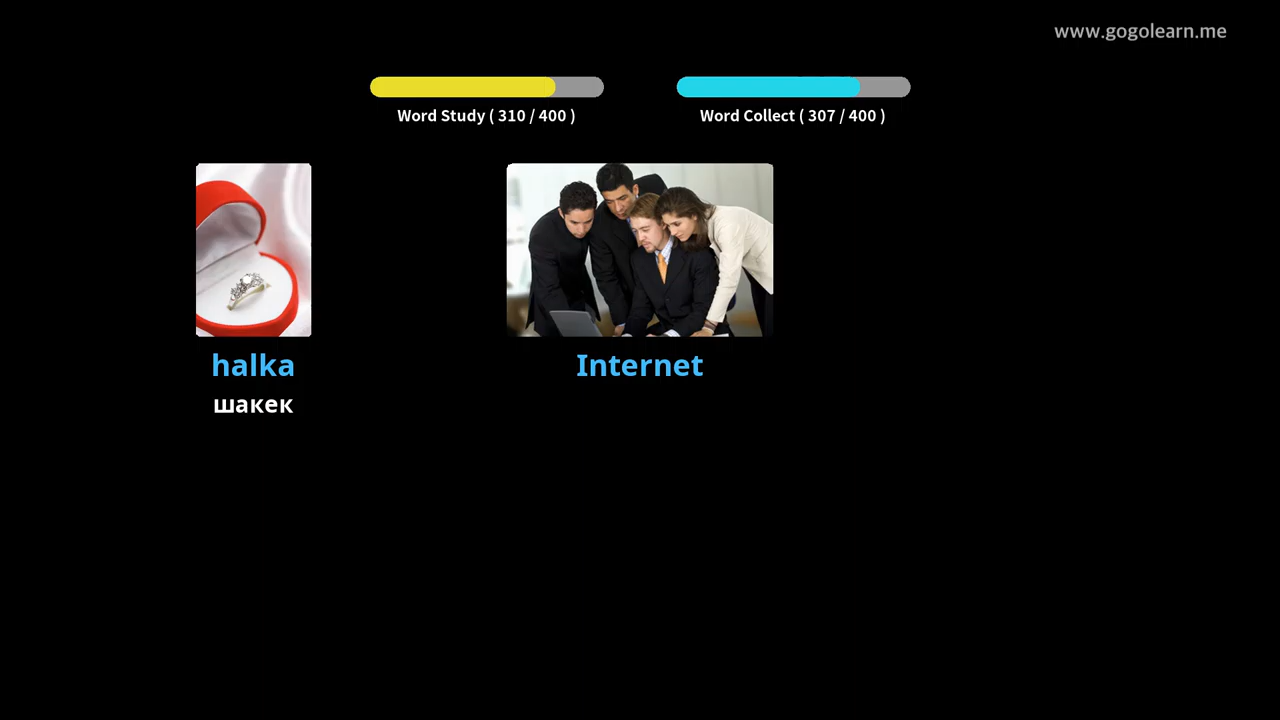 www.gogolearn.me
Word Study ( 310 / 400 )
Word Collect ( 307 / 400 )
halka
шакек
Internet